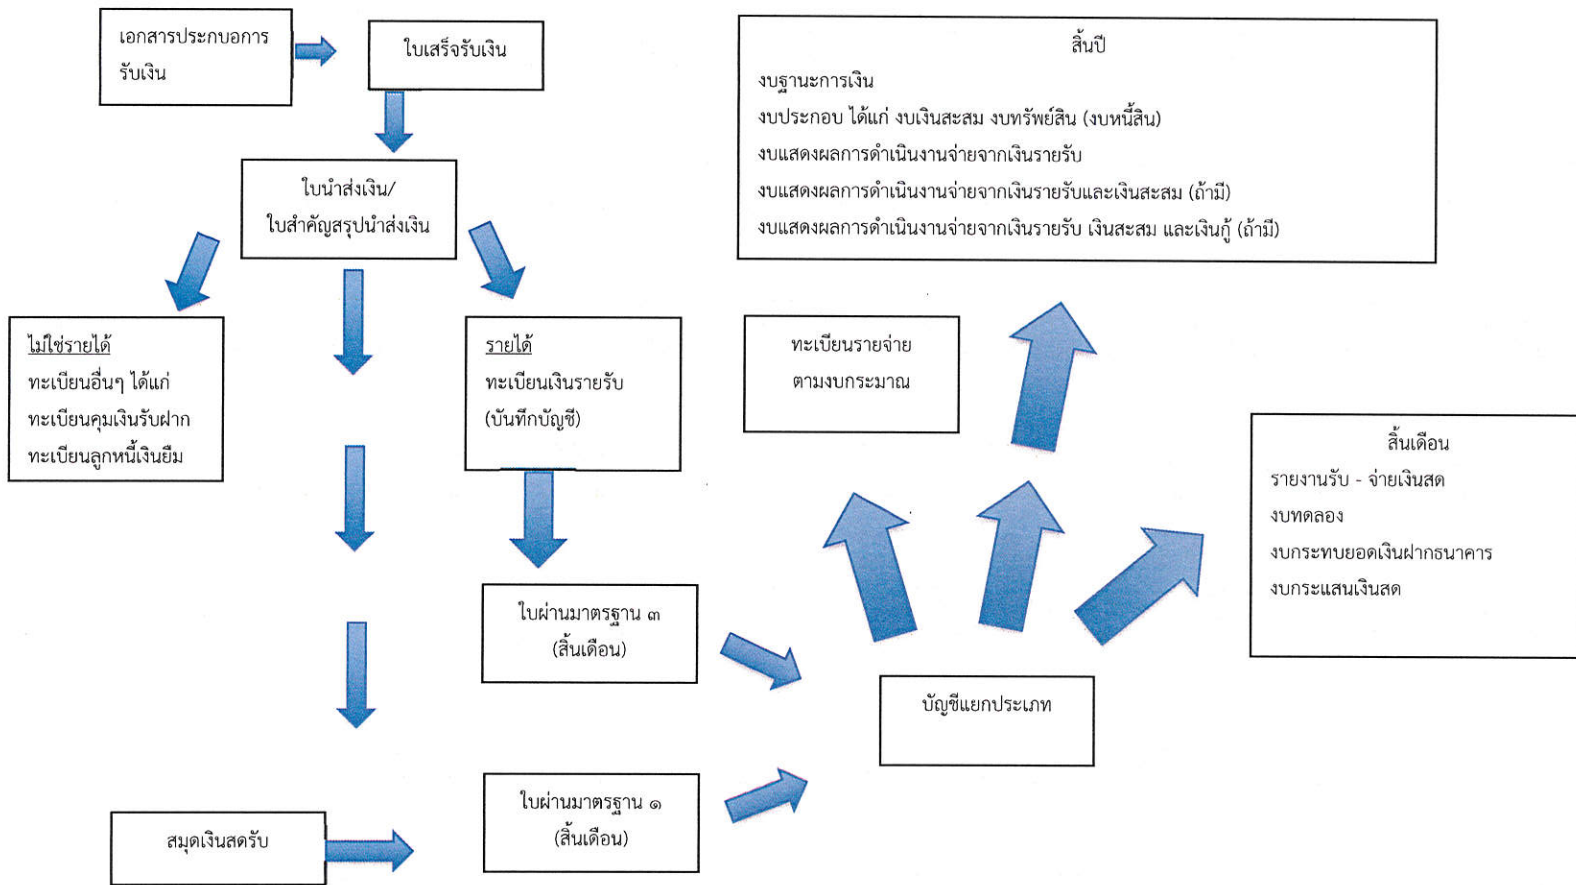 เอกสารประกบอการ
รับเงิน
ใบเสร็จรับเงิน
ใบนำส่งเงิน/
ใบสำคัญสรุปนำส่งเงิน
ไม่ใช่รายได้
ทะเบียนอื่นๆ ได้แก่
ทะเบียนคุมเงินรับฝาก
ทะเบียนลูกหนี้เงินยืม
รายได้
ทะเบียนเงินรายรับ
(บันทึกบัญชี)
ใบผ่านมาตรฐาน ๓
(สิ้นเดือน)
สมุดเงินสดรับ
ใบผ่านมาตรฐาน ๑
(สิ้นเดือน)
บัญชีแยกประเภท
ทะเบียนรายจ่าย
ตามงบกระมาณ
สิ้นปี
งบฐานะการเงิน
งบประกอบ ได้แก่ งบเงินสะสม งบทรัพย์สิน (งบหนี้สิน)
งบแสดงผลการดำเนินงานจ่ายจากเงินรายรับ
งบแสดงผลการดำเนินงานจ่ายจากเงินรายรับและเงินสะสม (ถ้ามี)
งบแสดงผลการดำเนินงานจ่ายจากเงินรายรับ เงินสะสม และเงินกู้ (ถ้ามี)
สิ้นเดือน
รายงานรับ - จ่ายเงินสด
งบทดลอง
งบกระทบยอดเงินฝากธนาคาร
งบกระแสนเงินสด